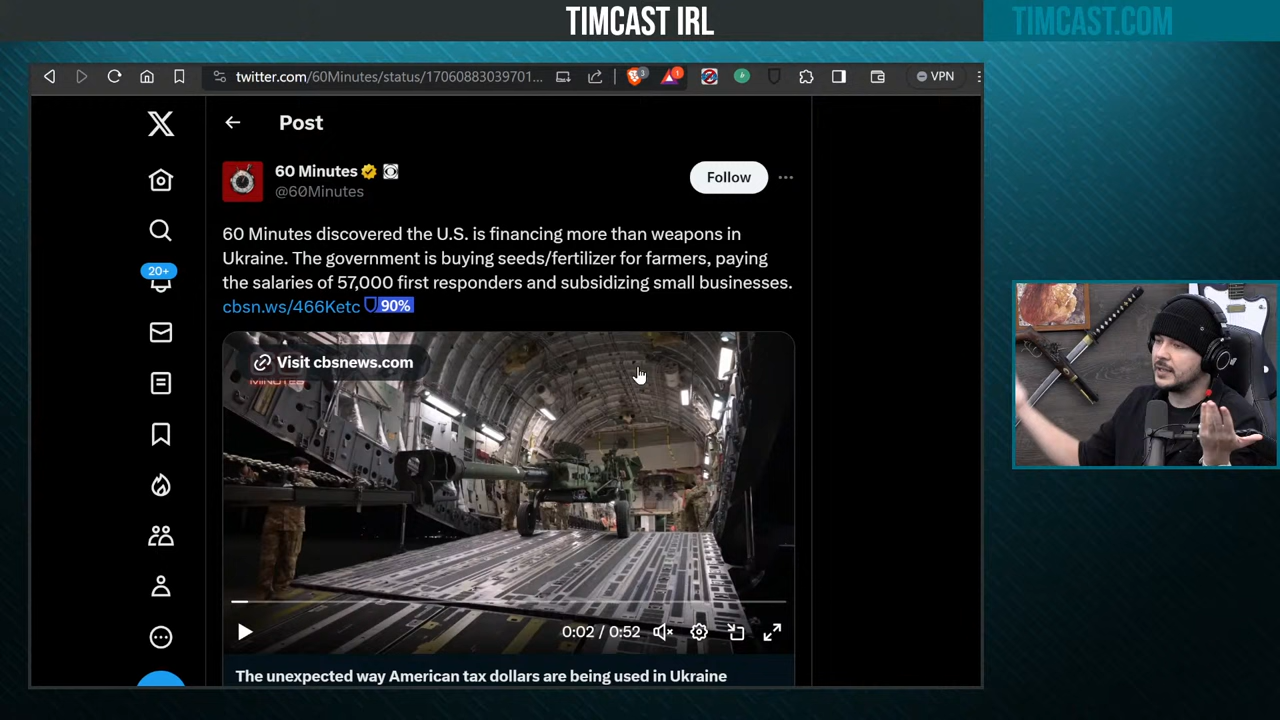 TIMCAST IRL
TIMCAST.COM
twitter.com/60Minutes/status/17060883039701...
3
1
VPN
Post
60 Minutes
@60Minutes
Follow
60 Minutes discovered the U.S. is financing more than weapons in
Ukraine. The government is buying seeds/fertilizer for farmers, paying
the salaries of 57,000 first responders and subsidizing small businesses.
cbsn.ws/466Ketc 90%
20+
Visit cbsnews.com
MINUTES
0:02 / 0:52
The unexpected way American tax dollars are being used in Ukraine